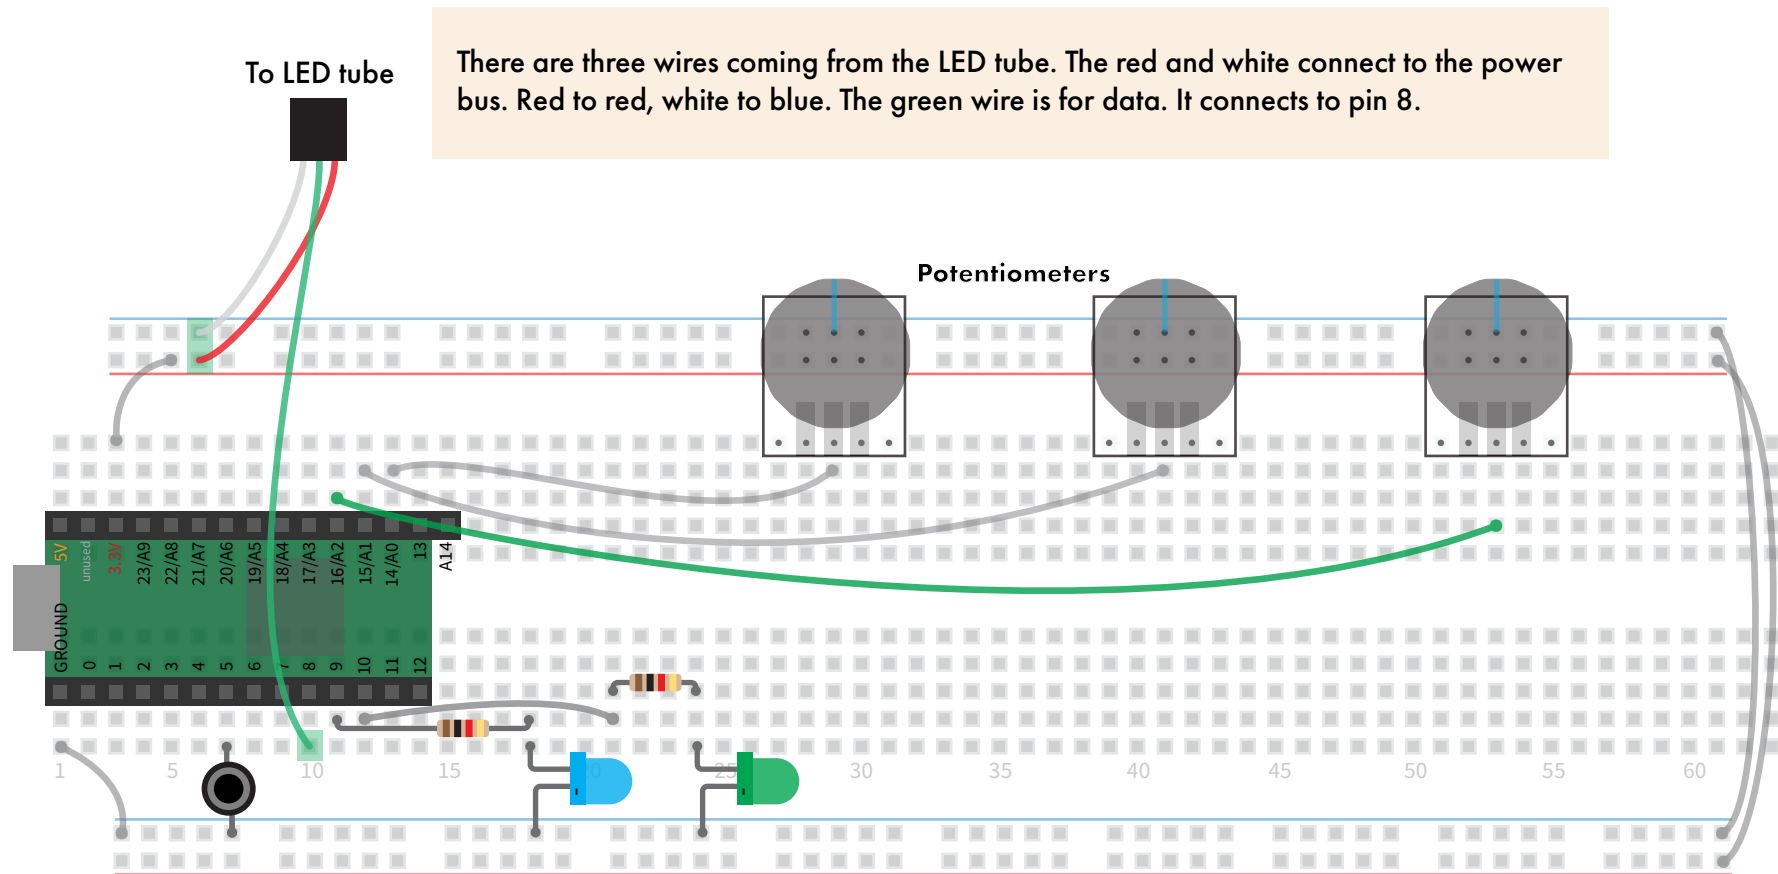 There are three wires coming from the LED tube. The red and white connect to the power
bus. Red to red, white to blue. The green wire is for data. It connects to pin 8.
To LED tube
Potentiometers
5V unused 3.3V 23/A9 22/A8 21/A7 20/A6 19/A5 18/A4 17/A3 16/A2 15/A1 14/A0 13 A14
GROUND 0 1 2 3 4 5 6 7 8 9 10 11 12
1 5 10 15 20 25 30 35 40 45 50 55 60
-
-